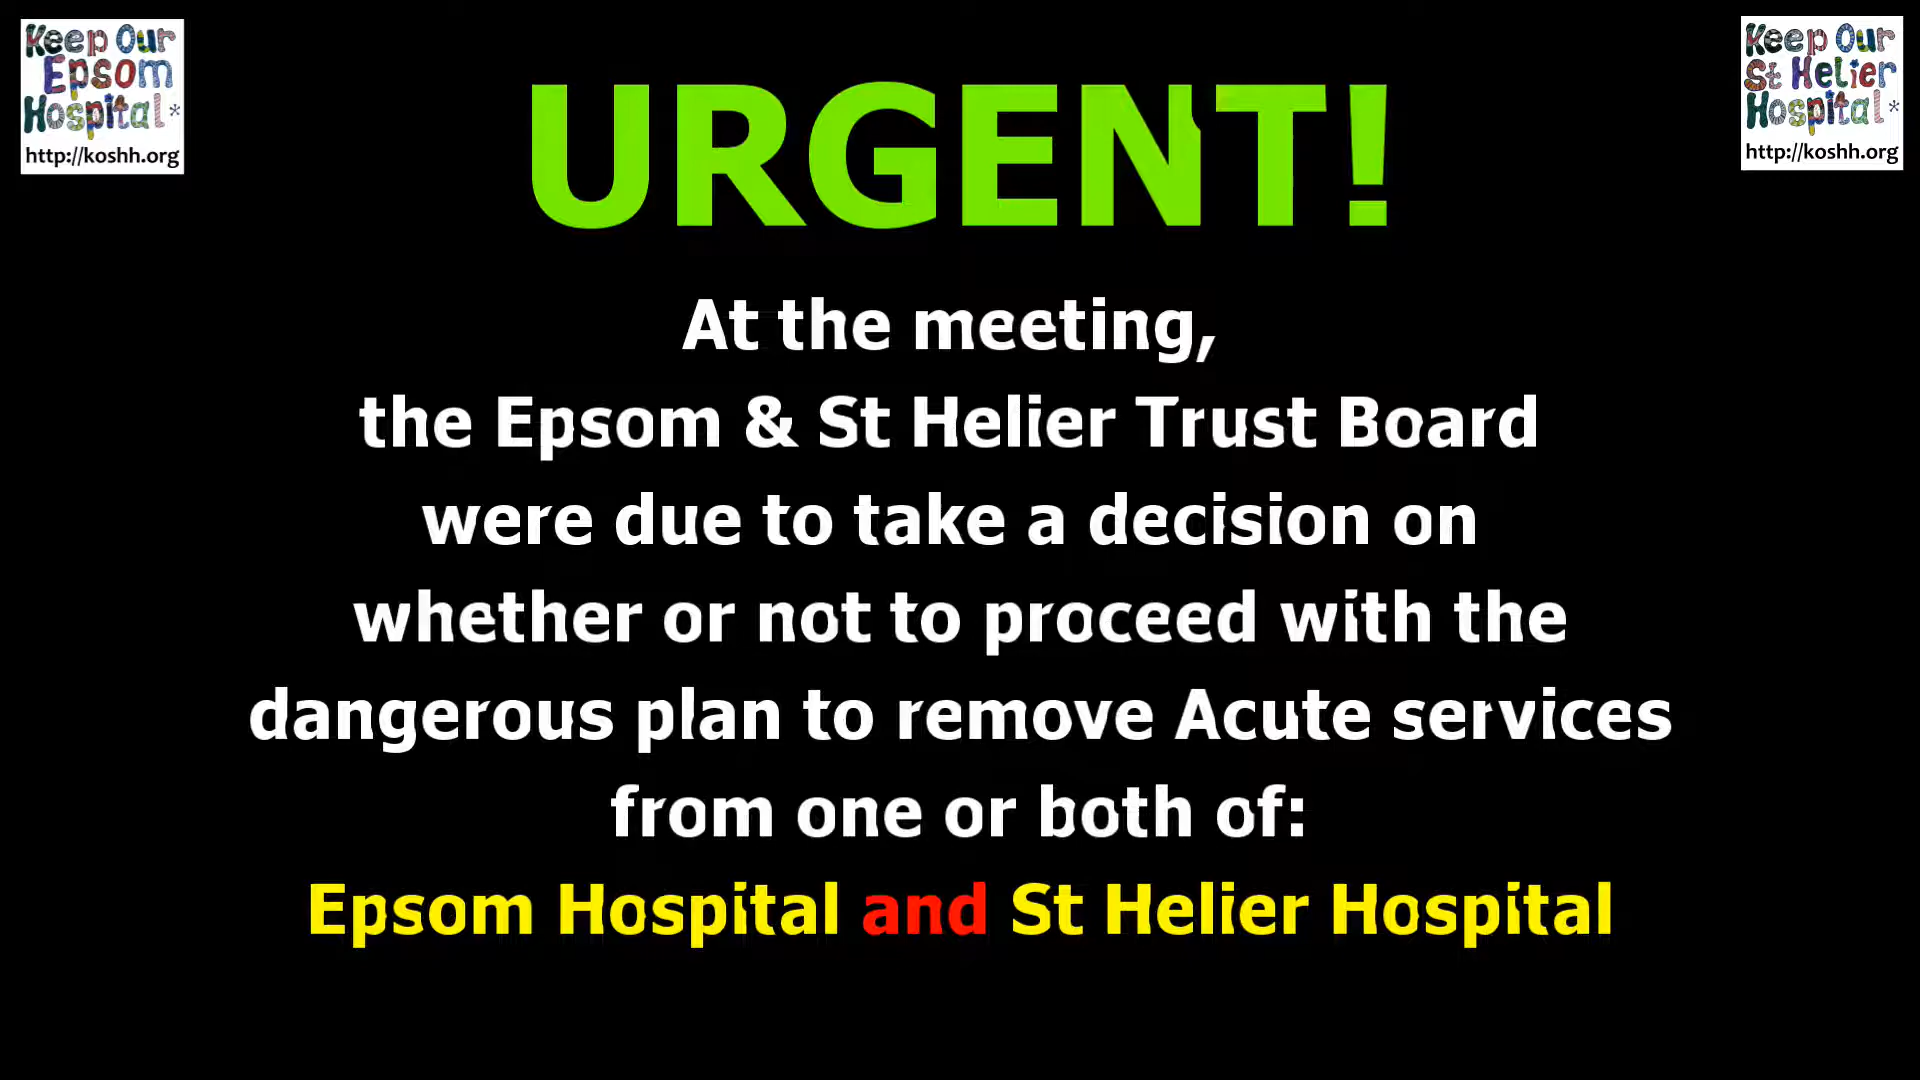 Keep Our
Epsom
Hospital*
http://koshh.org
Keep Our
St Helier
Hospital*
http://koshh.org
URGENT!
At the meeting,
the Epsom & St Helier Trust Board
were due to take a decision on
whether or not to proceed with the
dangerous plan to remove Acute services
from one or both of:
Epsom Hospital and St Helier Hospital